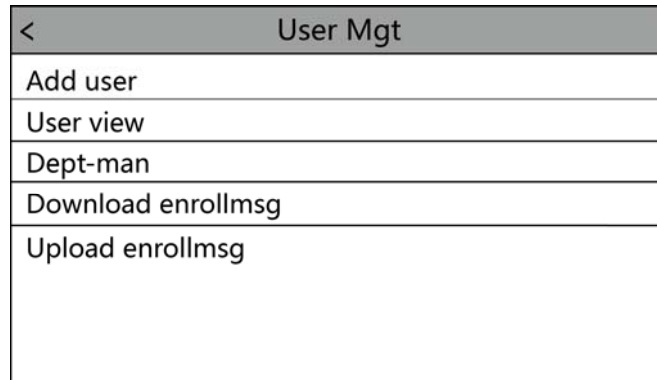 < User Mgt
Add user
User view
Dept-man
Download enrollmsg
Upload enrollmsg